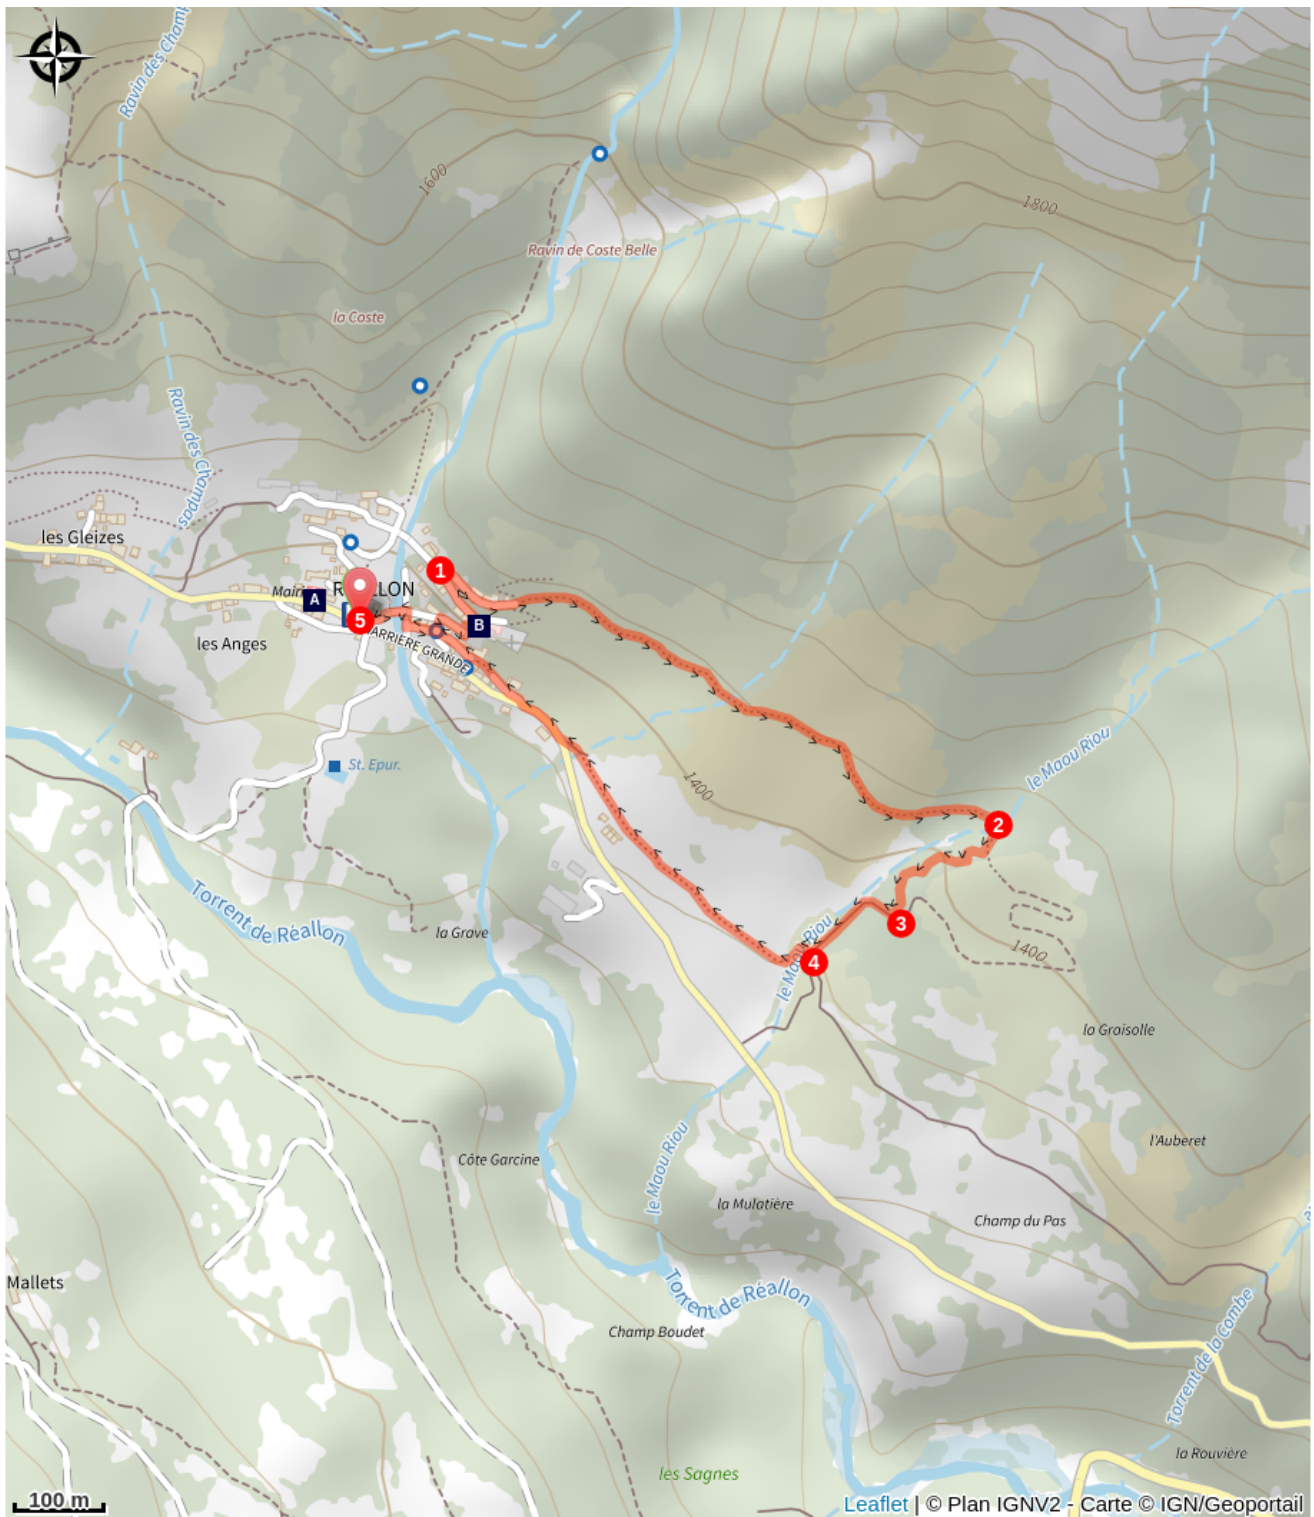 Ravin des Champ
1600
1800
Ravin de Coste Belle
la Coste
Ravin des Champs
les Gleizes
1
Mairie
A
5
B
les Anges
CARRIERE GRANDE
le Maou Riou
St. Epur.
1400
2
Torrent de Réallon
la Grave
3
le Maou Riou
4
1400
la Graisolle
l'Auberet
Côte Garcine
le Maou Riou
la Mulatière
Champ du Pas
Mallets
Torrent de Réallon
Champ Boudet
Torrent de la Combe
la Rouvière
les Sagnes
100 m
Leaflet | © Plan IGNV2 - Carte © IGN/Geoportail